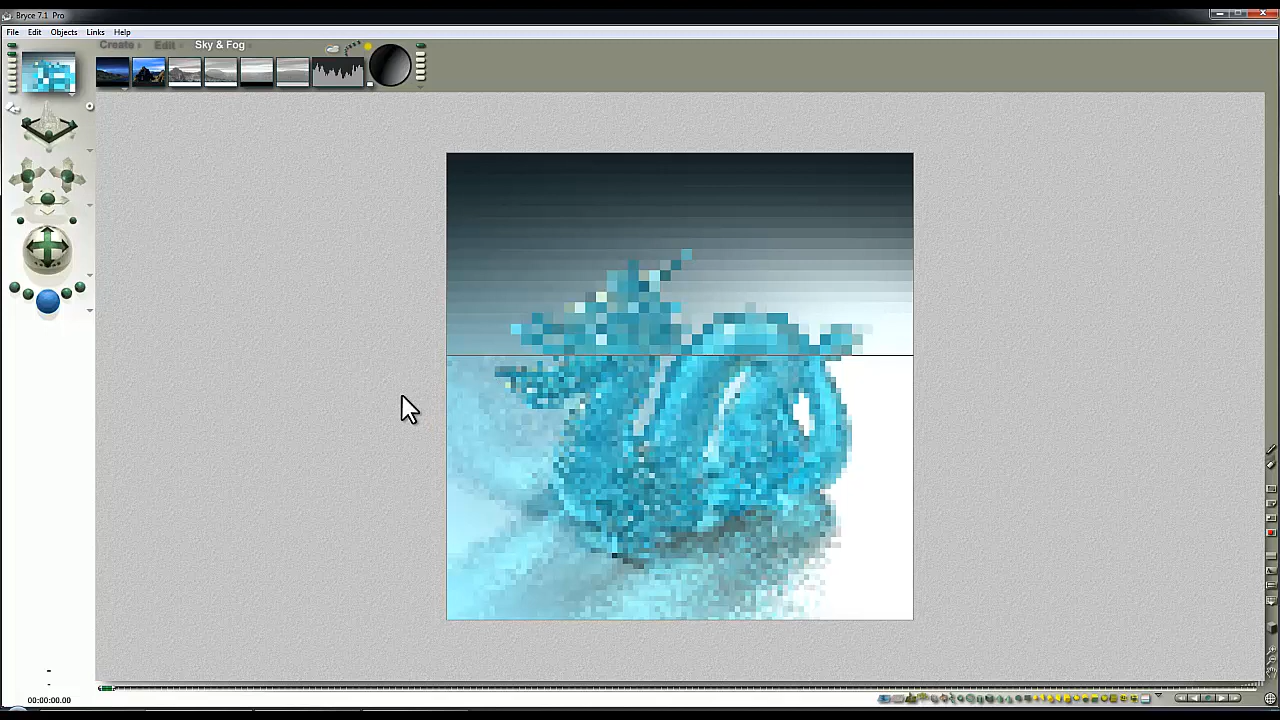 Bryce 7.1 Pro
File Edit Objects Links Help
Create Edit Sky & Fog
00:00:00.00